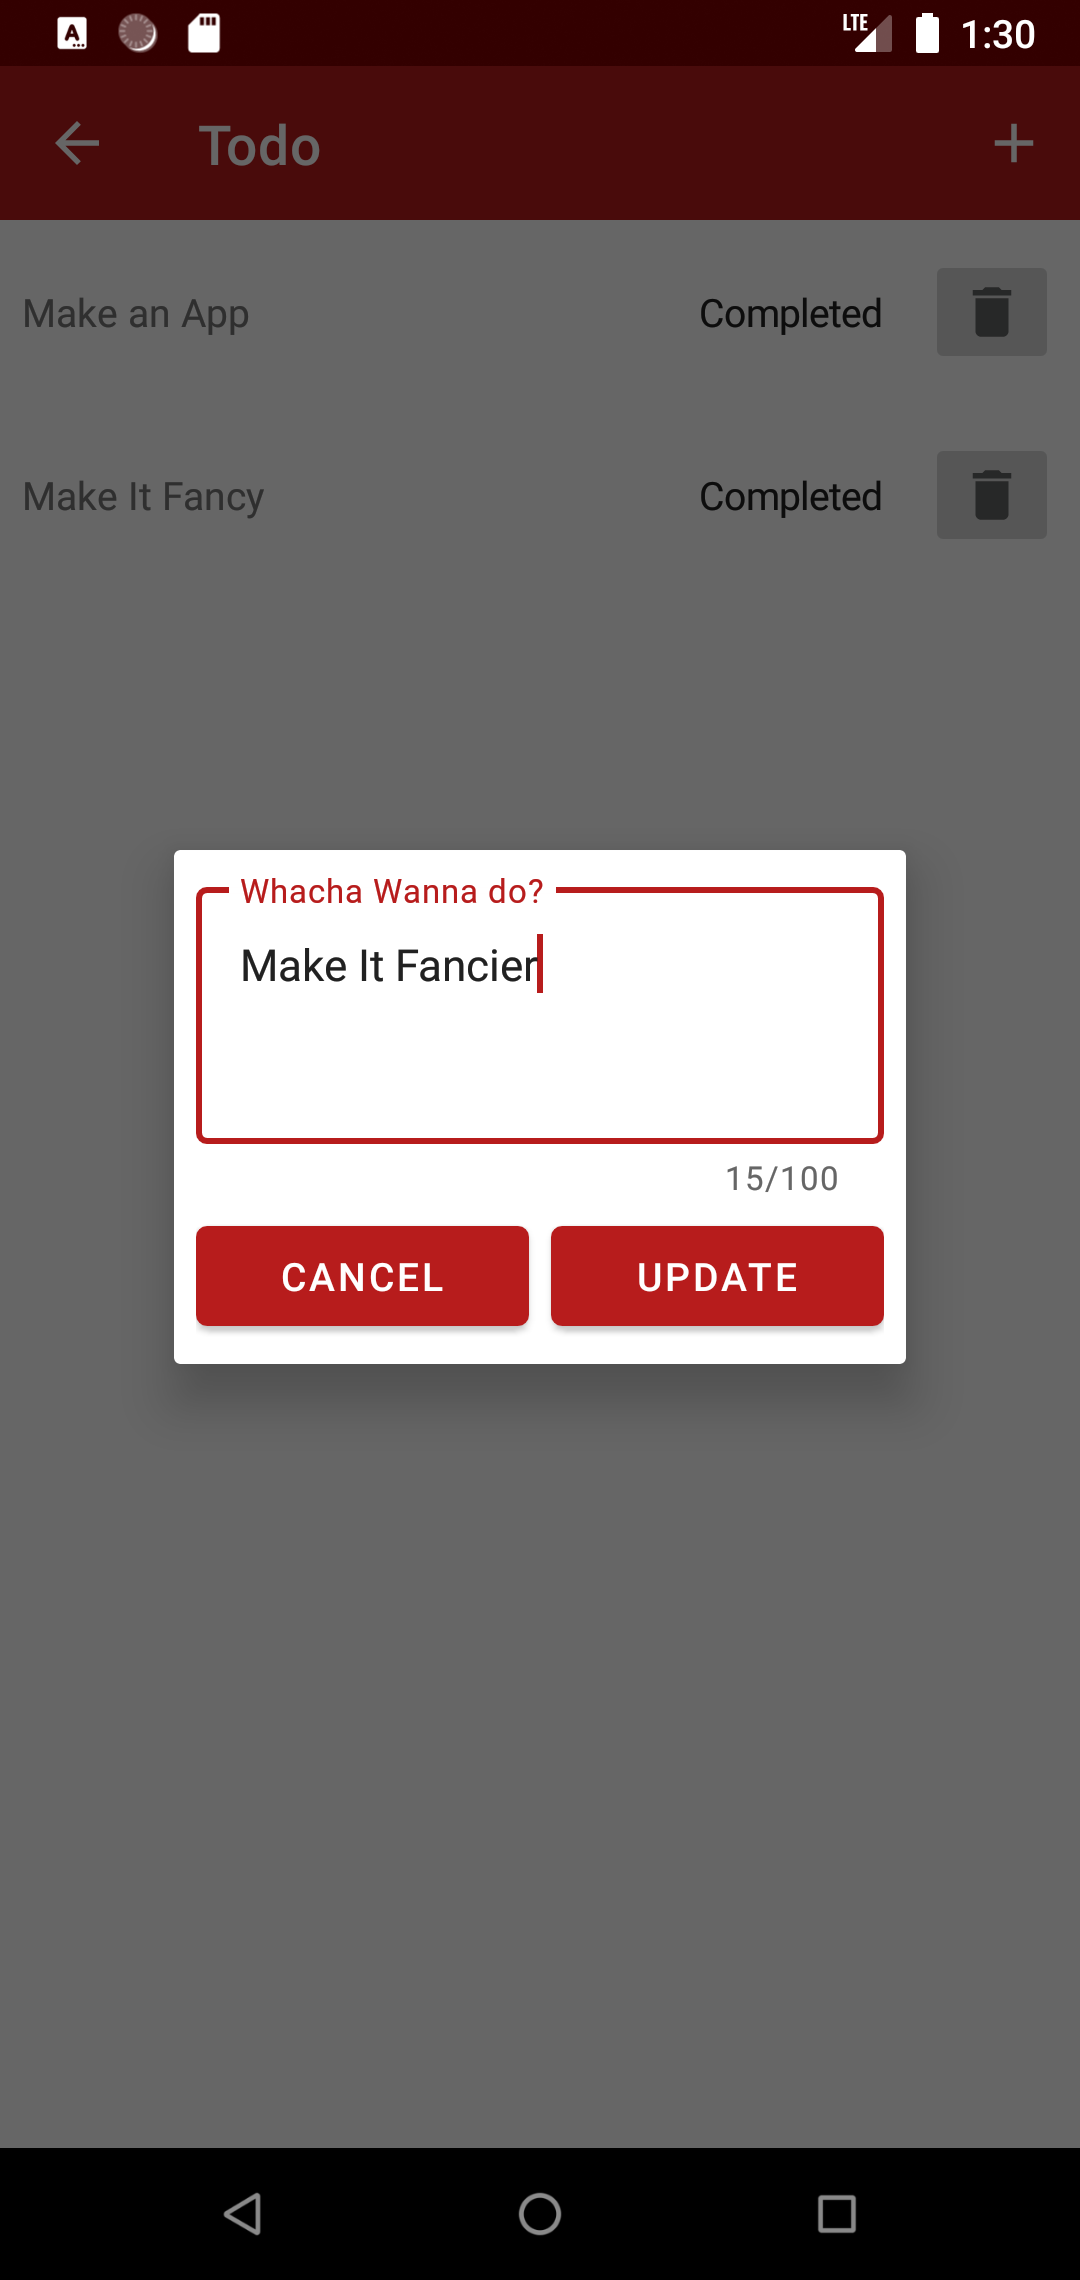 LTE 1:30
Todo
Make an App Completed
Make It Fancy Completed
Whacha Wanna do?
Make It Fancier
15/100
CANCEL UPDATE